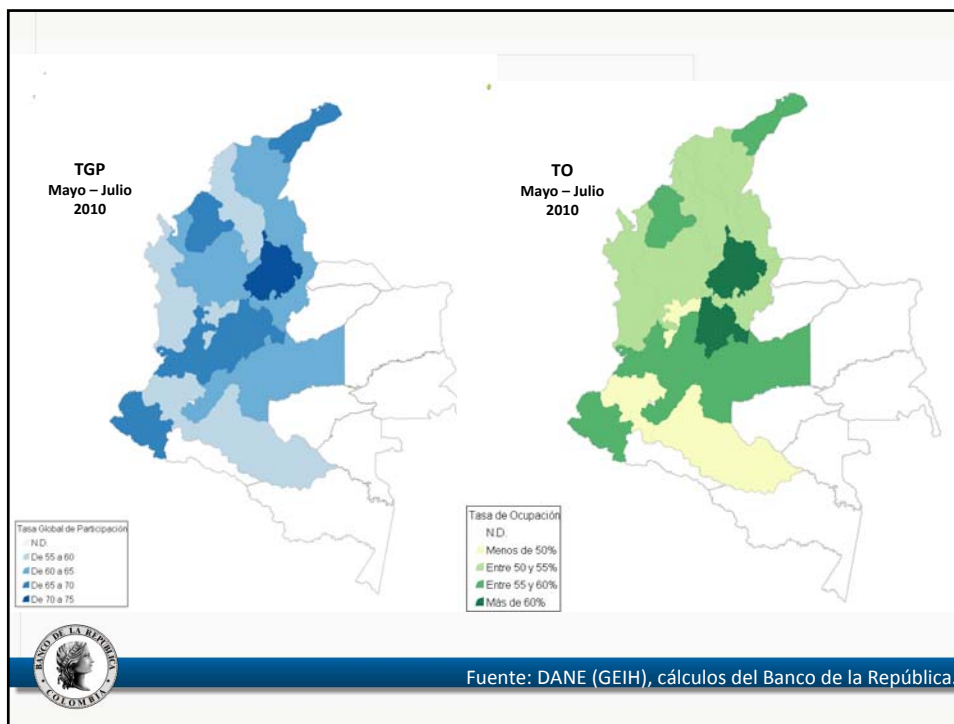 TGP
Mayo – Julio
2010
TO
Mayo – Julio
2010
Tasa Global de Participación
N.D.
De 55 a 60
De 60 a 65
De 65 a 70
De 70 a 75
Tasa de Ocupación
N.D.
Menos de 50%
Entre 50 y 55%
Entre 55 y 60%
Más de 60%
BANCO DE LA REPÚBLICA
COLOMBIA
Fuente: DANE (GEIH), cálculos del Banco de la República.